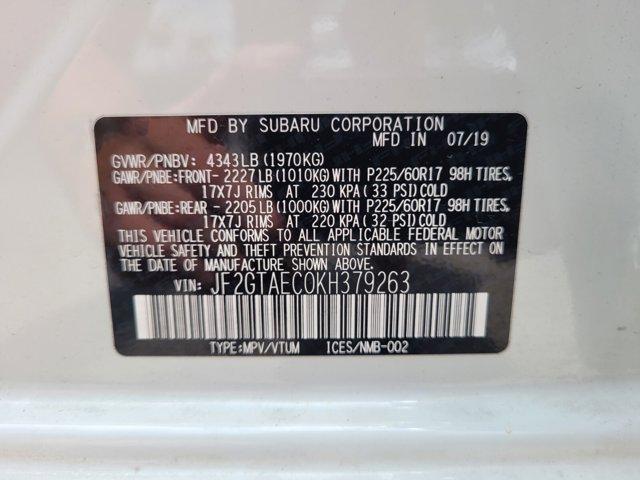 MFD BY SUBARU CORPORATION 07/19
GVWR/PNBV: 4343LB (1970KG)
GAWR/PNBE:FRONT- 2227LB (1010KG) WITH P225/60R17 98H TIRES,
17X7J RIMS AT 230 KPA (33 PSI) COLD
GAWR/PNBE:REAR - 2205LB (1000KG) WITH P225/60R17 98H TIRES,
17X7J RIMS AT 220 KPA (32 PSI) COLD
THIS VEHICLE CONFORMS TO ALL APPLICABLE FEDERAL MOTOR
VEHICLE SAFETY AND THEFT PREVENTION STANDARDS IN EFFECT ON
THE DATE OF MANUFACTURE SHOWN ABOVE.
VIN: JF2GTAEC0KH379263
TYPE:MPV/VTUM ICES/NMB-002